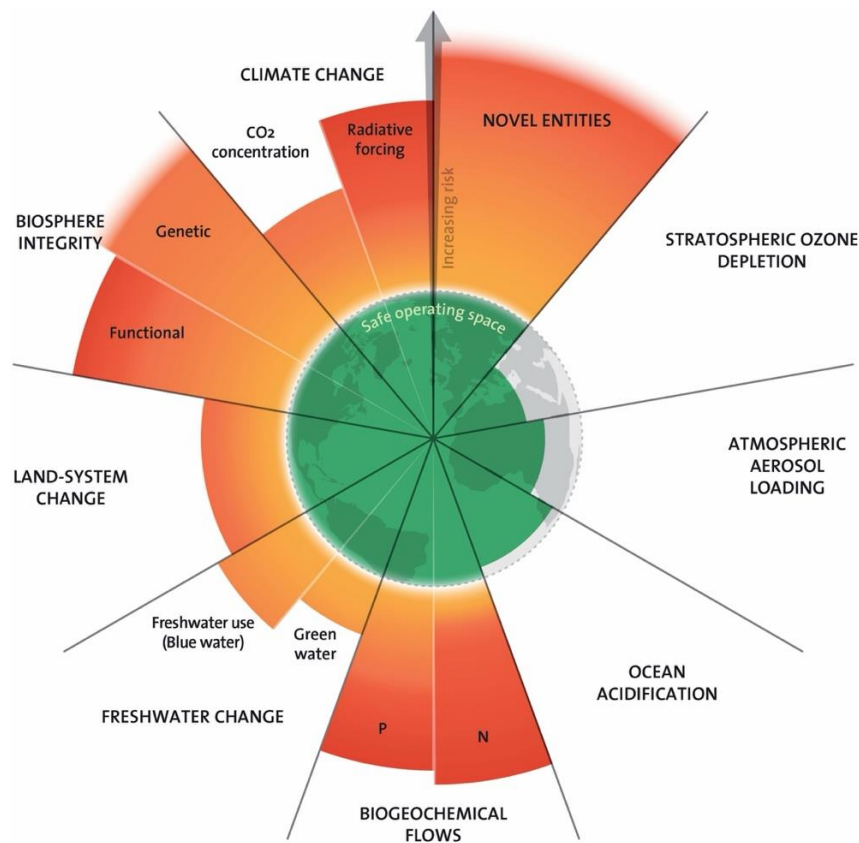 CLIMATE CHANGE
CO2
concentration
Radiative
forcing
NOVEL ENTITIES
Increasing risk
STRATOSPHERIC OZONE
DEPLETION
BIOSPHERE
INTEGRITY
Genetic
Functional
Safe operating space
ATMOSPHERIC
AEROSOL
LOADING
LAND-SYSTEM
CHANGE
Freshwater use
(Blue water)
Green
water
FRESHWATER CHANGE
P
N
BIOGEOCHEMICAL
FLOWS
OCEAN
ACIDIFICATION